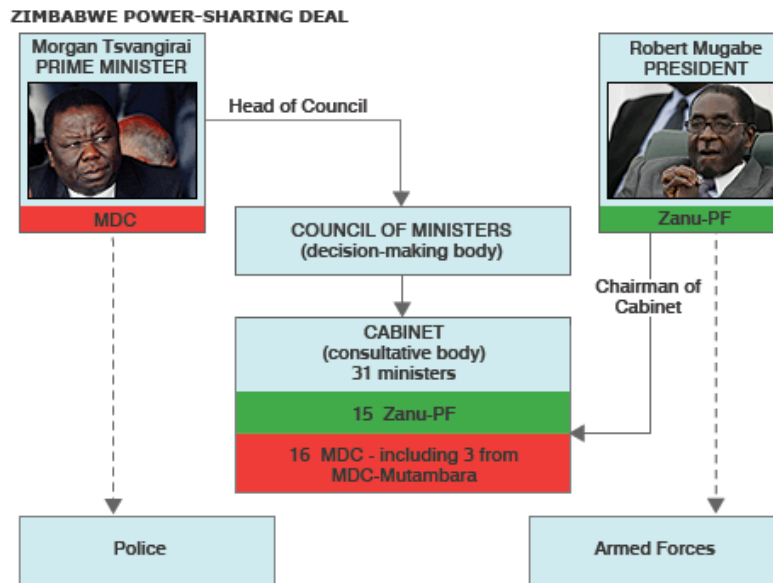 ZIMBABWE POWER-SHARING DEAL
Morgan Tsvangirai
PRIME MINISTER
MDC
Head of Council
Robert Mugabe
PRESIDENT
Zanu-PF
COUNCIL OF MINISTERS
(decision-making body)
Chairman of
Cabinet
CABINET
(consultative body)
31 ministers
15 Zanu-PF
16 MDC - including 3 from
MDC-Mutambara
Police
Armed Forces